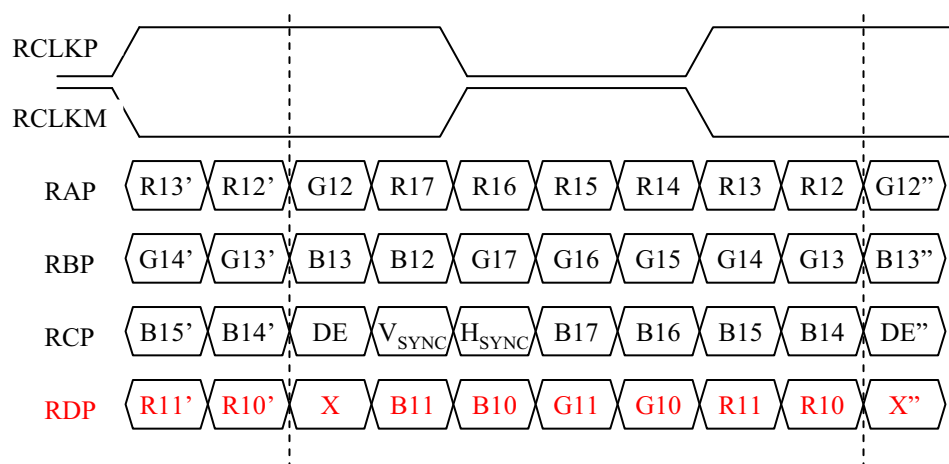 RCLKP
RCLKM
RAP R13’ R12’ G12 R17 R16 R15 R14 R13 R12 G12”
RBP G14’ G13’ B13 B12 G17 G16 G15 G14 G13 B13”
RCP B15’ B14’ DE VSYNC HSYNC B17 B16 B15 B14 DE”
RDP R11’ R10’ X B11 B10 G11 G10 R11 R10 X”